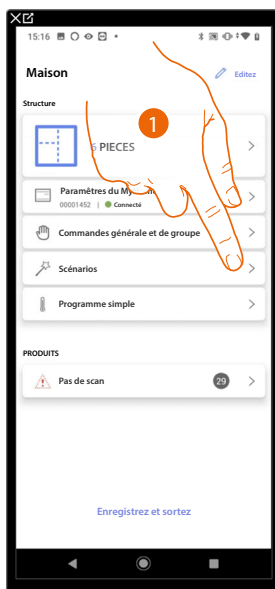 15:16
Maison
Editez
Structure
1
6 PIECES
Paramètres du
00001452 | Connecté
Commandes générale et de groupe
Scénarios
Programme simple
PRODUITS
Pas de scan 29
Enregistrez et sortez